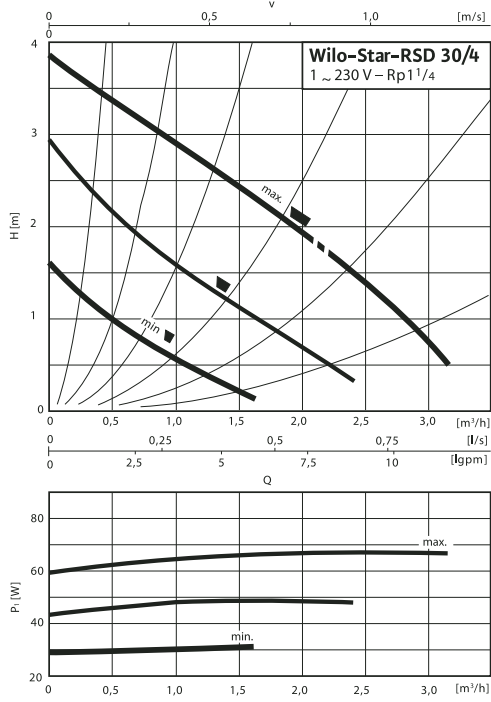 v
0 0,5 1,0 [m/s]
0
4
Wilo-Star-RSD 30/4
1 ~ 230 V – Rp1 1/4
3
max.
2
H [m]
1
min
0
0 0,5 1,0 1,5 2,0 2,5 3,0 [m³/h]
0 0,25 0,5 0,75 [l/s]
0 2,5 5 7,5 10 [Igpm]
Q
80
max.
60
P₁ [W]
40
min.
20
0 0,5 1,0 1,5 2,0 2,5 3,0 [m³/h]